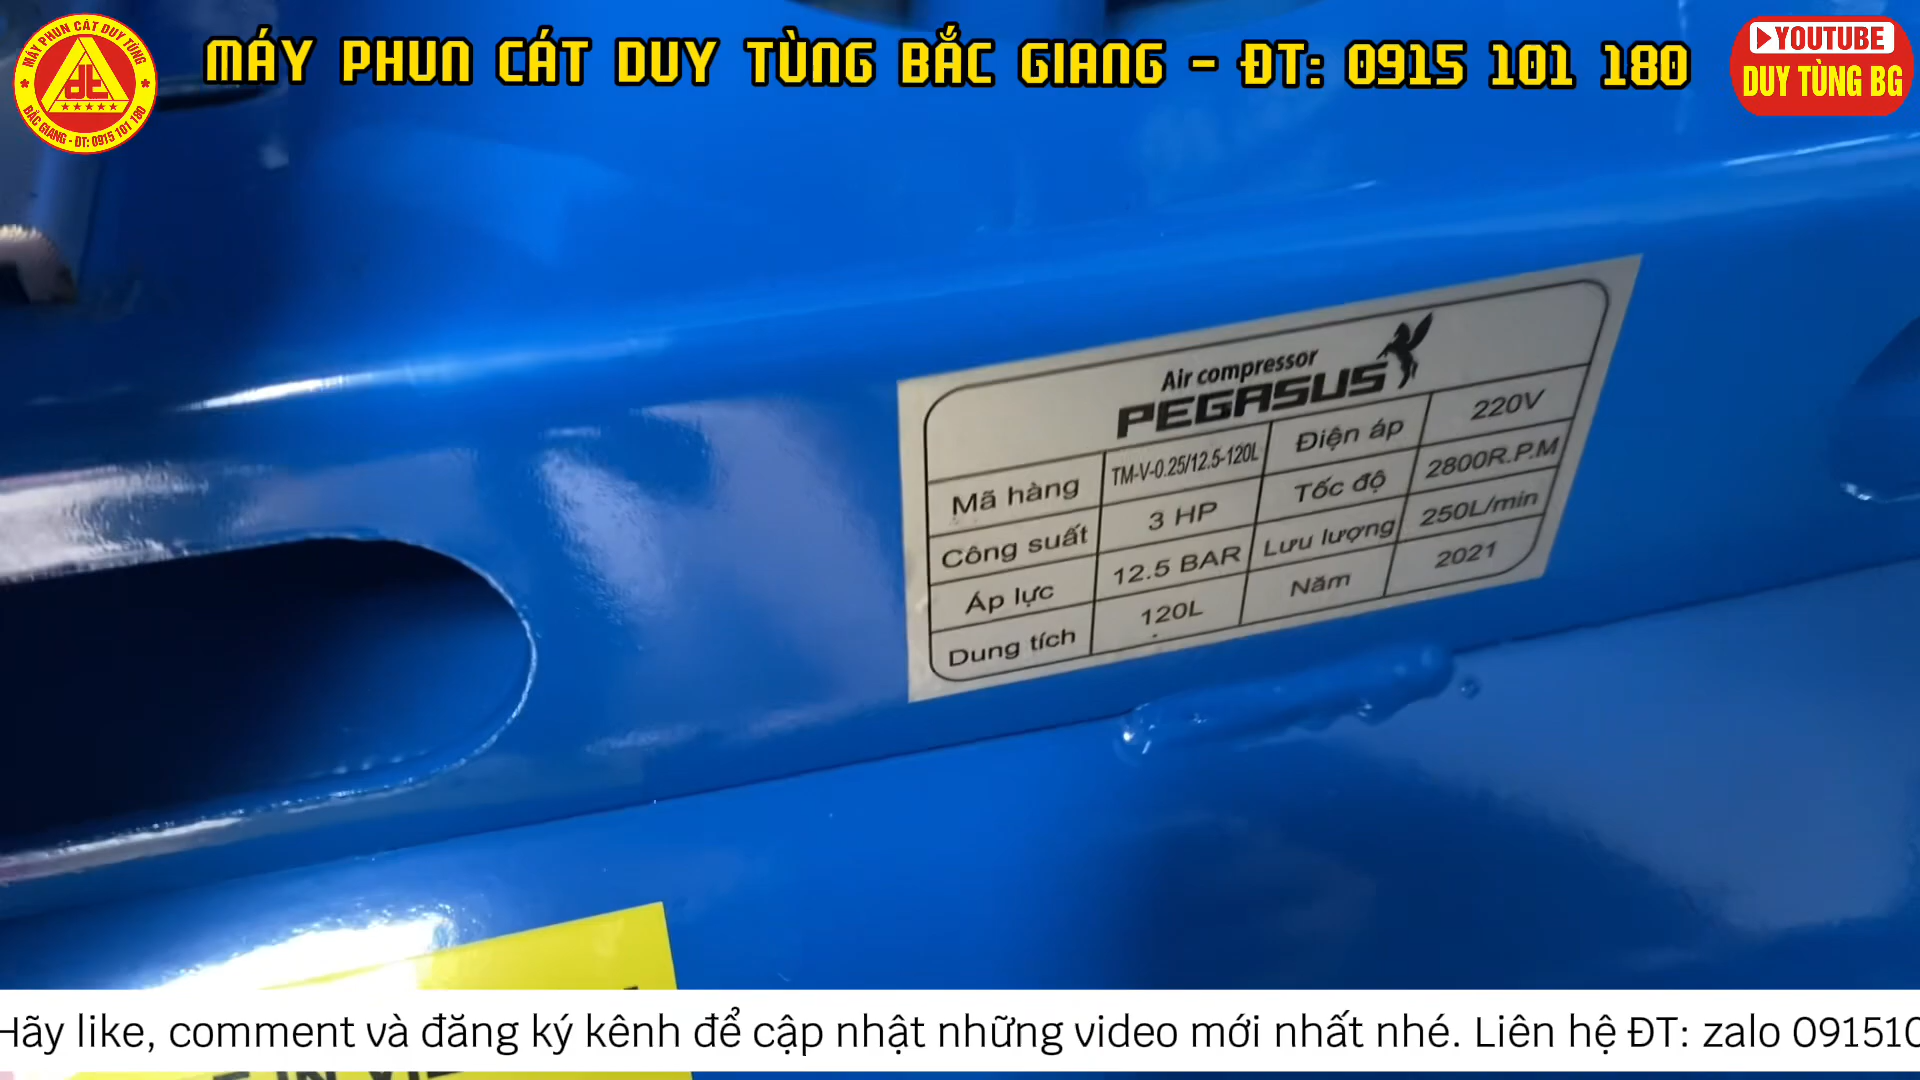 MÁY PHUN CÁT DUY TÙNG
BẮC GIANG - ĐT: 0915 101 180
MÁY PHUN CÁT DUY TÙNG BẮC GIANG - ĐT: 0915 101 180
YOUTUBE
DUY TÙNG BG
Air compressor
PEGASUS
Mã hàng TM-V-0.25/12.5-120L Điện áp 220V
Công suất 3 HP Tốc độ 2800R.P.M
Áp lực 12.5 BAR Lưu lượng 250L/min
Dung tích 120L Năm 2021
Hãy like, comment và đăng ký kênh để cập nhật những video mới nhất nhé. Liên hệ ĐT: zalo 091510